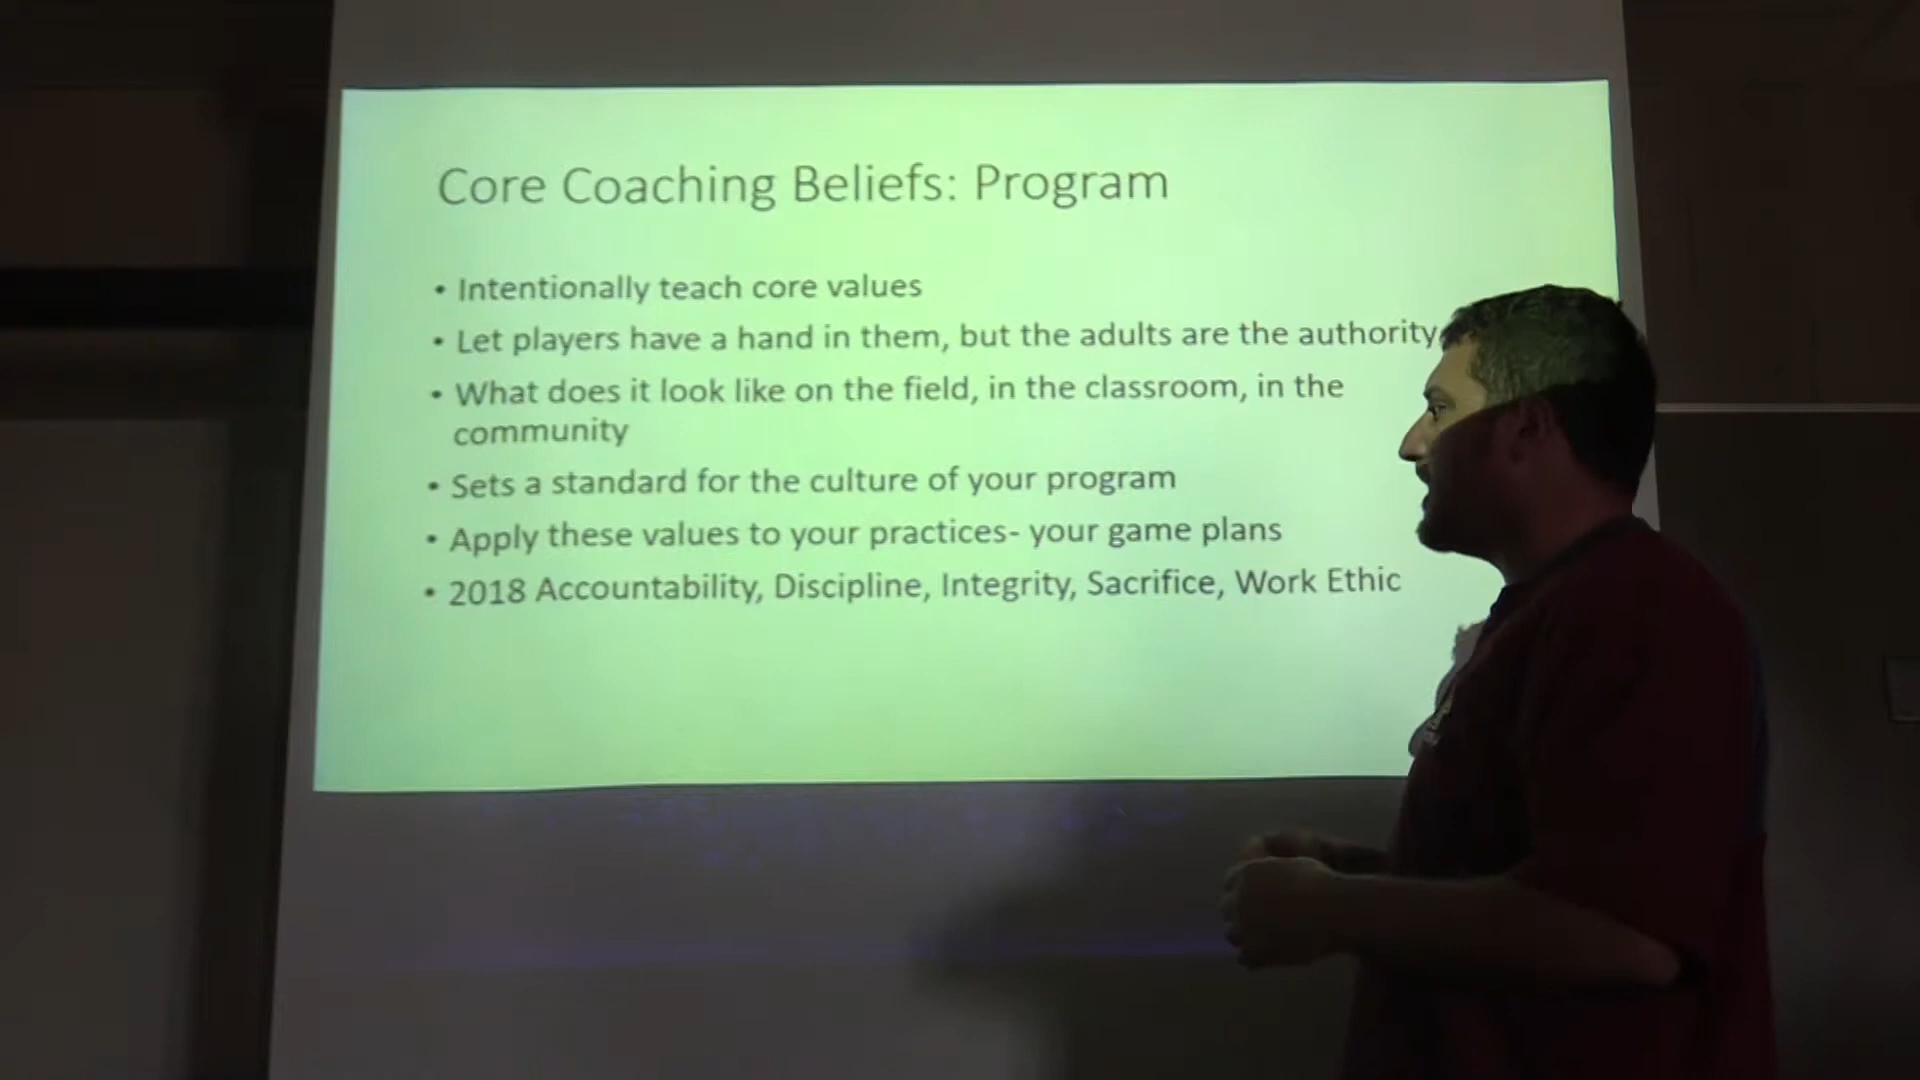 Core Coaching Beliefs: Program
• Intentionally teach core values
• Let players have a hand in them, but the adults are the authority
• What does it look like on the field, in the classroom, in the
community
• Sets a standard for the culture of your program
• Apply these values to your practices- your game plans
• 2018 Accountability, Discipline, Integrity, Sacrifice, Work Ethic